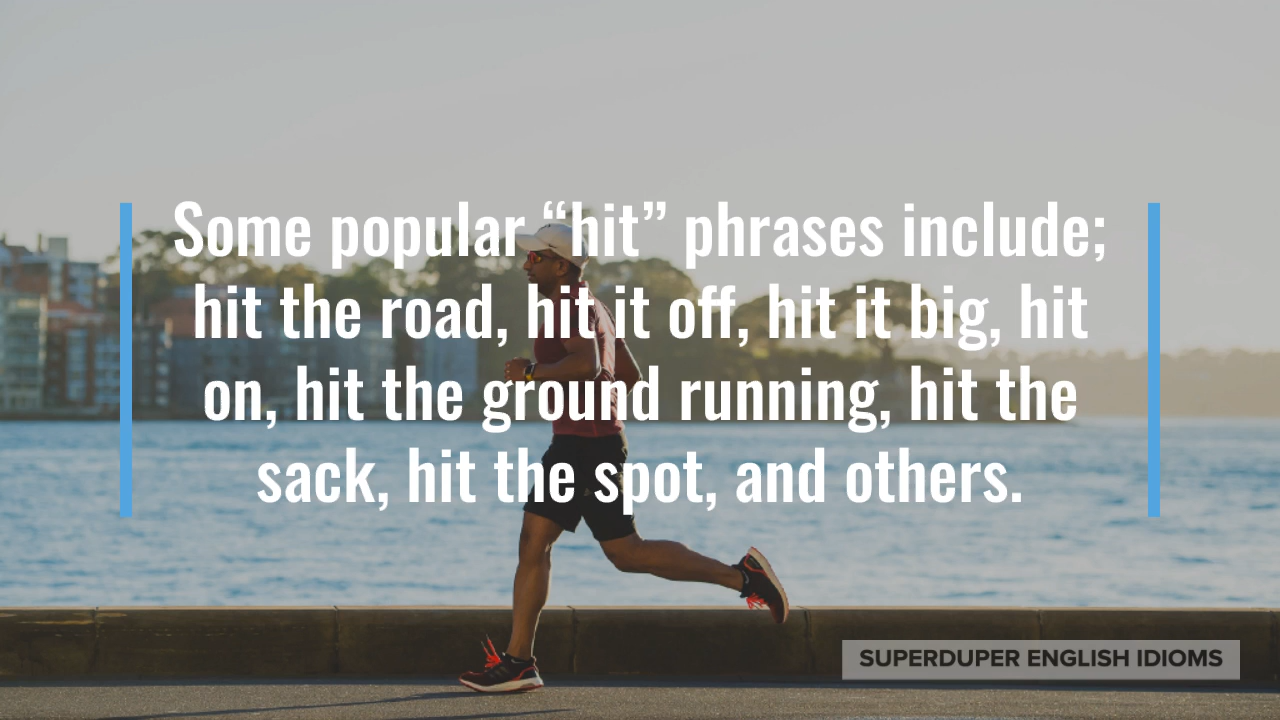 Some popular “hit” phrases include;
hit the road, hit it off, hit it big, hit
on, hit the ground running, hit the
sack, hit the spot, and others.
SUPERDUPER ENGLISH IDIOMS